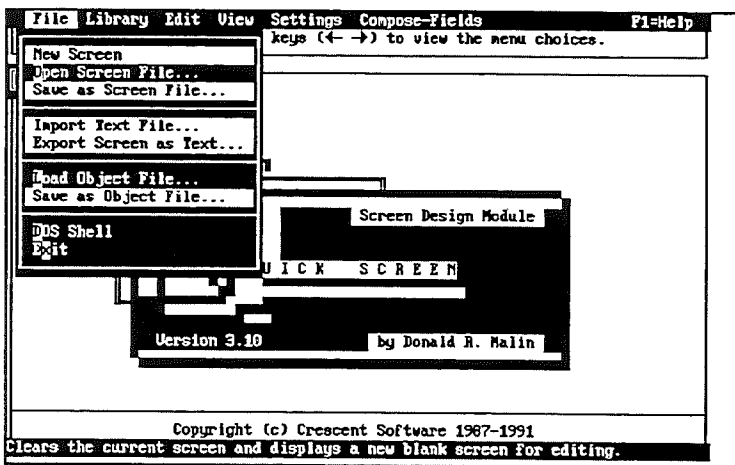 File Library Edit View Settings Compose-Fields F1=Help
keys (← →) to view the menu choices.
New Screen
Open Screen File...
Save as Screen File...
Import Text File...
Export Screen as Text...
Load Object File...
Save as Object File...
DOS Shell
Exit
Screen Design Module
UICK SCREEN
Version 3.10 by Donald R. Malin
Copyright (c) Crescent Software 1987-1991
Clears the current screen and displays a new blank screen for editing.